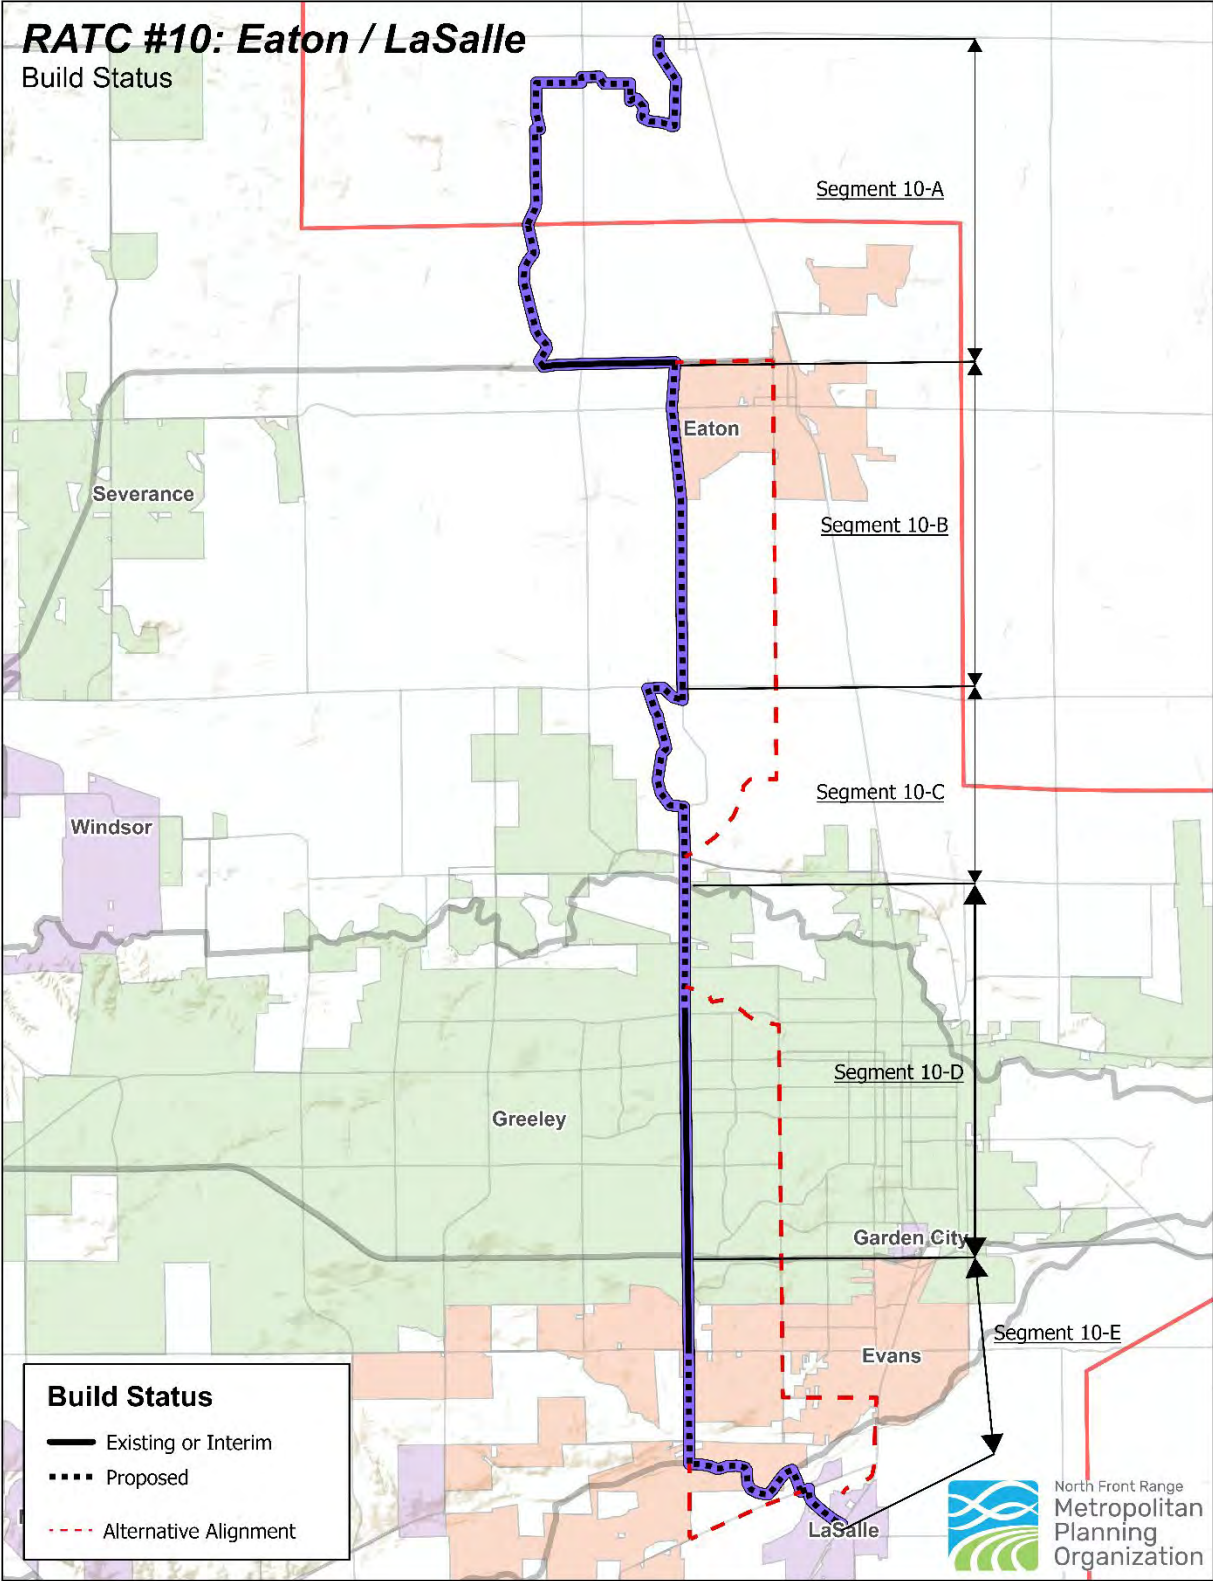 RATC #10: Eaton / LaSalle
Build Status
Segment 10-A
Eaton
Severance
Segment 10-B
Segment 10-C
Windsor
Segment 10-D
Greeley
Garden City
Segment 10-E
Evans
Build Status
Existing or Interim
Proposed
Alternative Alignment
LaSalle
North Front Range
Metropolitan
Planning
Organization